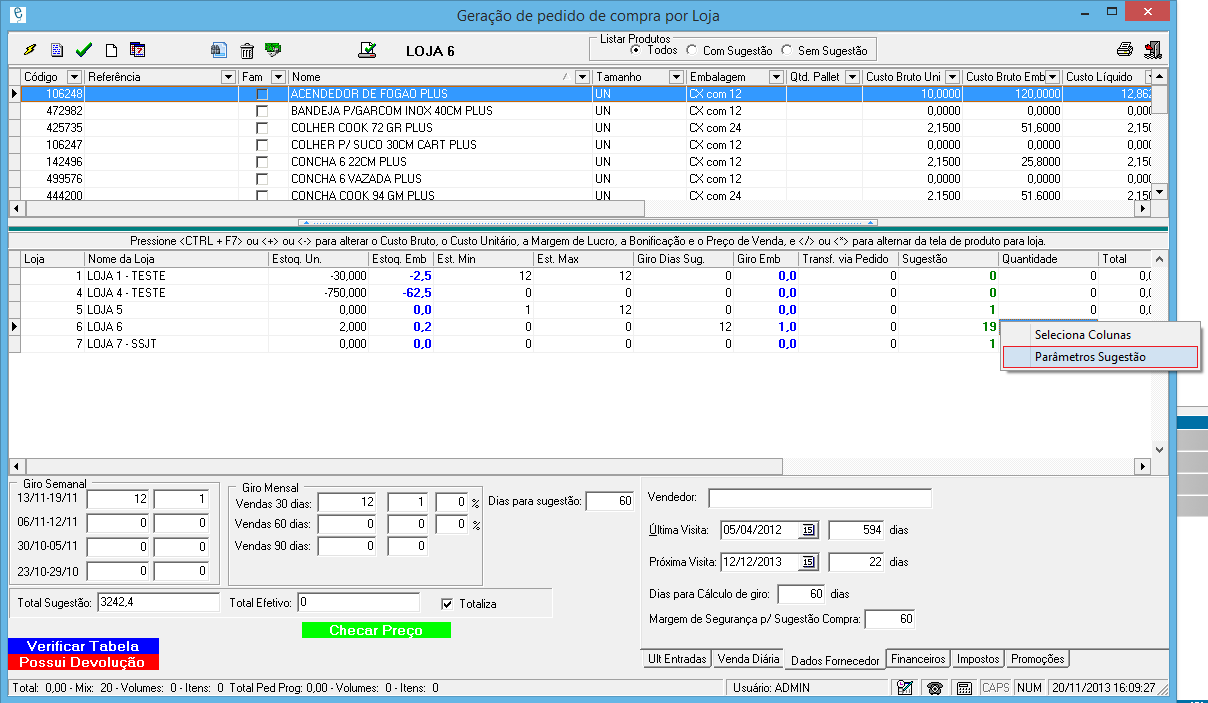 Geração de pedido de compra por Loja
LOJA 6
Listar Produtos
Todos Com Sugestão Sem Sugestão
Código Referência Fam Nome Tamanho Embalagem Qtd. Pallet Custo Bruto Uni Custo Bruto Emb Custo Líquido
106248 ACENDEDOR DE FOGAO PLUS UN CX com 12 10,0000 120,0000 12,862
472982 BANDEJA P/GARCOM INOX 40CM PLUS UN CX com 12 0,0000 0,0000 0,000
425735 COLHER COOK 72 GR PLUS UN CX com 24 2,1500 51,6000 2,150
106247 COLHER P/ SUCO 30CM CART PLUS UN CX com 12 0,0000 0,0000 0,000
142496 CONCHA 6 22CM PLUS UN CX com 12 2,1500 25,8000 2,150
499576 CONCHA 6 VAZADA PLUS UN CX com 12 0,0000 0,0000 0,000
444200 CONCHA COOK 94 GM PLUS UN CX com 24 2,1500 51,6000 2,150
Pressione <CTRL + F7> ou <+> ou <-> para alterar o Custo Bruto, o Custo Unitário, a Margem de Lucro, a Bonificação e o Preço de Venda, e </> ou <*> para alternar da tela de produto para loja.
Loja Nome da Loja Estoq. Un. Estoq. Emb Est. Min Est. Max Giro Dias Sug. Giro Emb Transf. via Pedido Sugestão Quantidade Total
1 LOJA 1 - TESTE -30,000 -2,5 12 12 0 0,0 0 0 0 0,0
4 LOJA 4 - TESTE -750,000 -62,5 0 0 0 0,0 0 0 0 0,0
5 LOJA 5 0,000 0,0 1 12 0 0,0 0 1 0 0,0
6 LOJA 6 2,000 0,2 0 0 12 1,0 0 19
7 LOJA 7 - SSJT 0,000 0,0 0 0 0 0,0 0 1
Seleciona Colunas
Parâmetros Sugestão
Giro Semanal
13/11-19/11 12 1
06/11-12/11 0 0
30/10-05/11 0 0
23/10-29/10 0 0
Giro Mensal
Vendas 30 dias: 12 1 0 %
Vendas 60 dias: 0 0 0 %
Vendas 90 dias: 0 0
Dias para sugestão: 60
Vendedor:
Última Visita: 05/04/2012 15 594 dias
Próxima Visita: 12/12/2013 15 22 dias
Dias para Cálculo de giro: 60 dias
Margem de Segurança p/ Sugestão Compra: 60
Total Sugestão: 3242,4 Total Efetivo: 0 Totaliza
Checar Preço
Verificar Tabela
Possui Devolução
Ult Entradas Venda Diária Dados Fornecedor Financeiros Impostos Promoções
Total: 0,00 - Mix: 20 - Volumes: 0 - Itens: 0 Total Ped Prog: 0,00 - Volumes: 0 - Itens: 0 Usuário: ADMIN CAPS NUM 20/11/2013 16:09:27